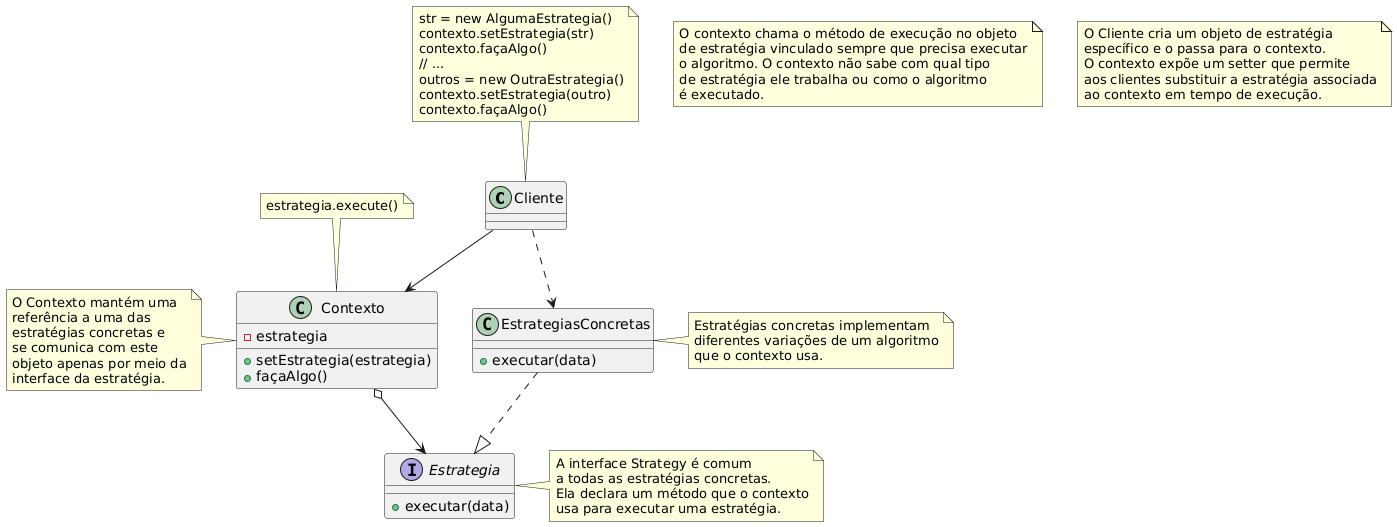 str = new AlgumaEstrategia()
contexto.setEstrategia(str)
contexto.façaAlgo()
// ...
outros = new OutraEstrategia()
contexto.setEstrategia(outro)
contexto.façaAlgo()
O contexto chama o método de execução no objeto
de estratégia vinculado sempre que precisa executar
o algoritmo. O contexto não sabe com qual tipo
de estratégia ele trabalha ou como o algoritmo
é executado.
O Cliente cria um objeto de estratégia
específico e o passa para o contexto.
O contexto expõe um setter que permite
aos clientes substituir a estratégia associada
ao contexto em tempo de execução.
C Cliente
estrategia.execute()
O Contexto mantém uma
referência a uma das
estratégias concretas e
se comunica com este
objeto apenas por meio da
interface da estratégia.
C Contexto
estrategia
setEstrategia(estrategia)
façaAlgo()
C EstrategiasConcretas
executar(data)
Estratégias concretas implementam
diferentes variações de um algoritmo
que o contexto usa.
I Estrategia
executar(data)
A interface Strategy é comum
a todas as estratégias concretas.
Ela declara um método que o contexto
usa para executar uma estratégia.